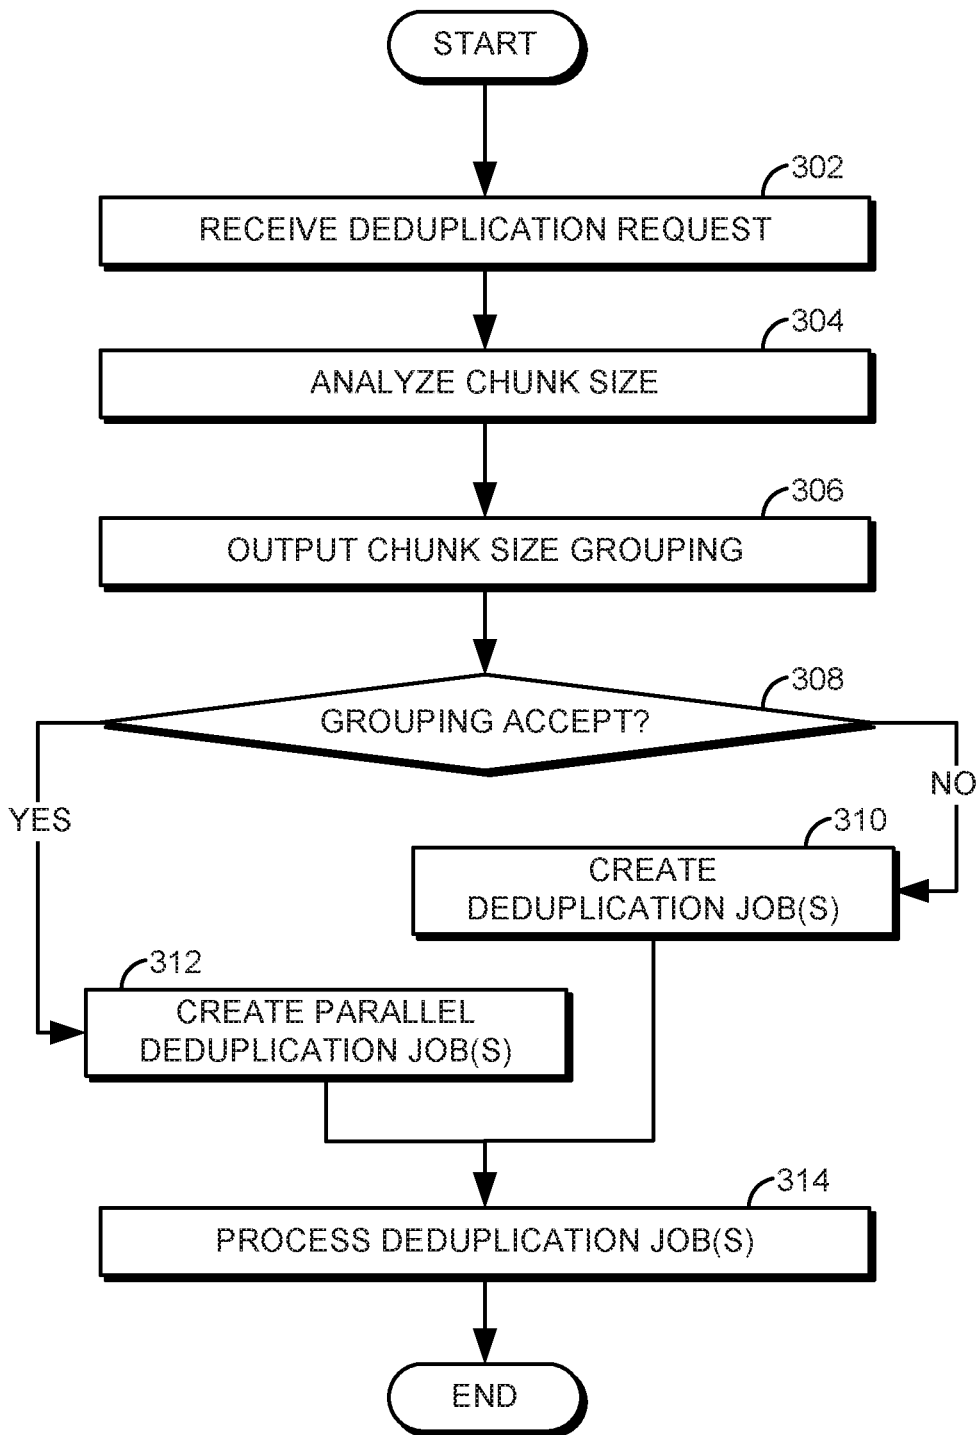 START
302
RECEIVE DEDUPLICATION REQUEST
304
ANALYZE CHUNK SIZE
306
OUTPUT CHUNK SIZE GROUPING
308
GROUPING ACCEPT?
YES
NO
310
CREATE
DEDUPLICATION JOB(S)
312
CREATE PARALLEL
DEDUPLICATION JOB(S)
314
PROCESS DEDUPLICATION JOB(S)
END